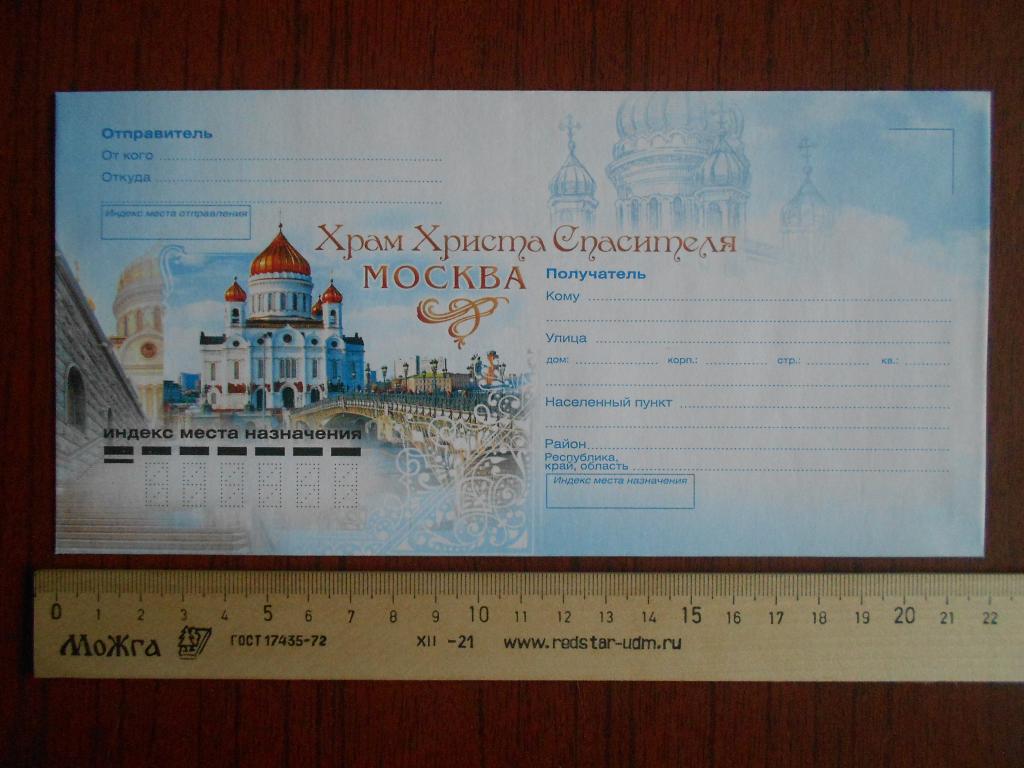 Отправитель
От кого
Откуда
Индекс места отправления
Храм Христа Спасителя
МОСКВА
Получатель
Кому
Улица
дом: корп.: стр.: кв.:
Населенный пункт
Район
Республика,
край, область
Индекс места назначения
индекс места назначения
0 1 2 3 4 5 6 7 8 9 10 11 12 13 14 15 16 17 18 19 20 21 22
МоЖга ГОСТ 17435-72 XII -21 www.redstar-udm.ru